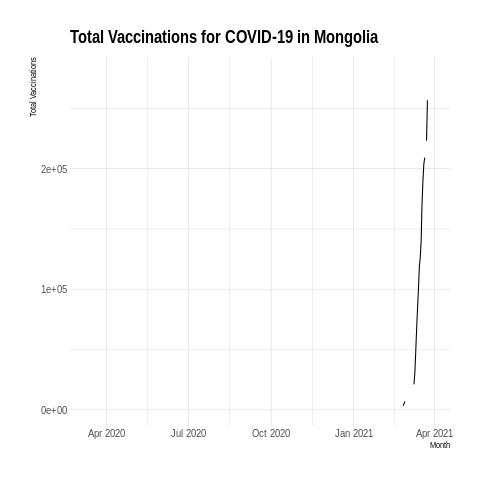 Total Vaccinations for COVID-19 in Mongolia
Total Vaccinations
2e+05
1e+05
0e+00
Apr 2020 Jul 2020 Oct 2020 Jan 2021 Apr 2021
Month